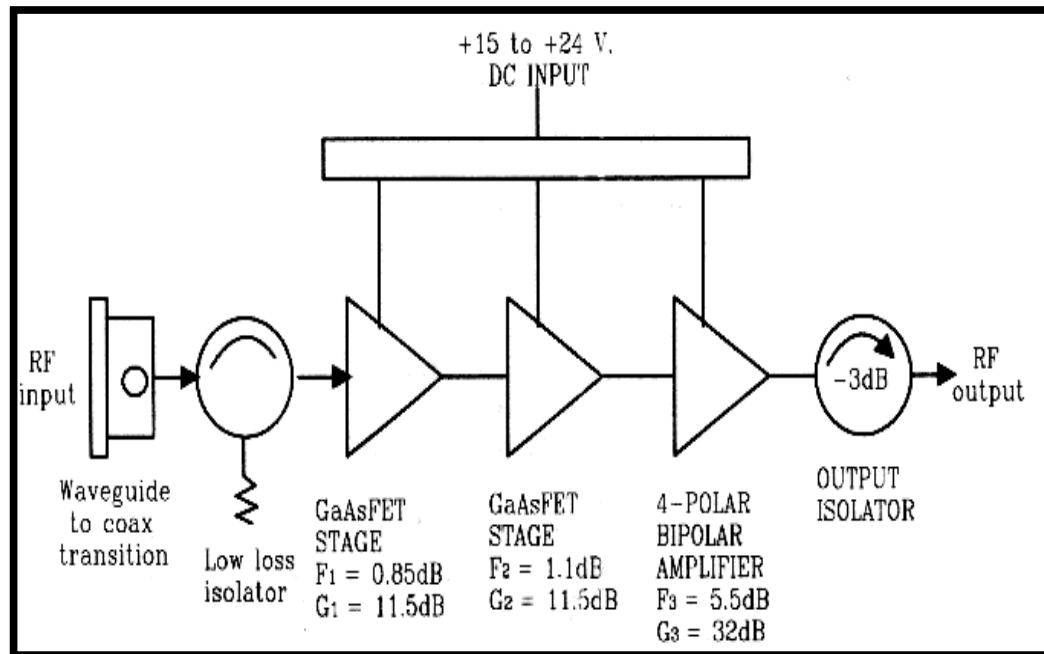 +15 to +24 V.
DC INPUT
RF
input
-3dB
RF
output
Waveguide
to coax
transition
Low loss
isolator
GaAsFET
STAGE
F1 = 0.85dB
G1 = 11.5dB
GaAsFET
STAGE
F2 = 1.1dB
G2 = 11.5dB
4-POLAR
BIPOLAR
AMPLIFIER
F3 = 5.5dB
G3 = 32dB
OUTPUT
ISOLATOR